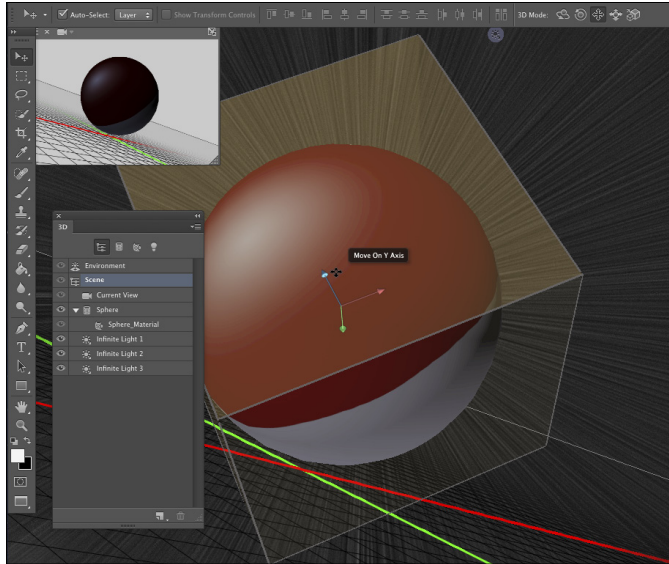 Auto-Select: Layer Show Transform Controls 3D Mode:
3D
Move On Y Axis
Environment
Scene
Current View
Sphere
Sphere_Material
Infinite Light 1
Infinite Light 2
Infinite Light 3